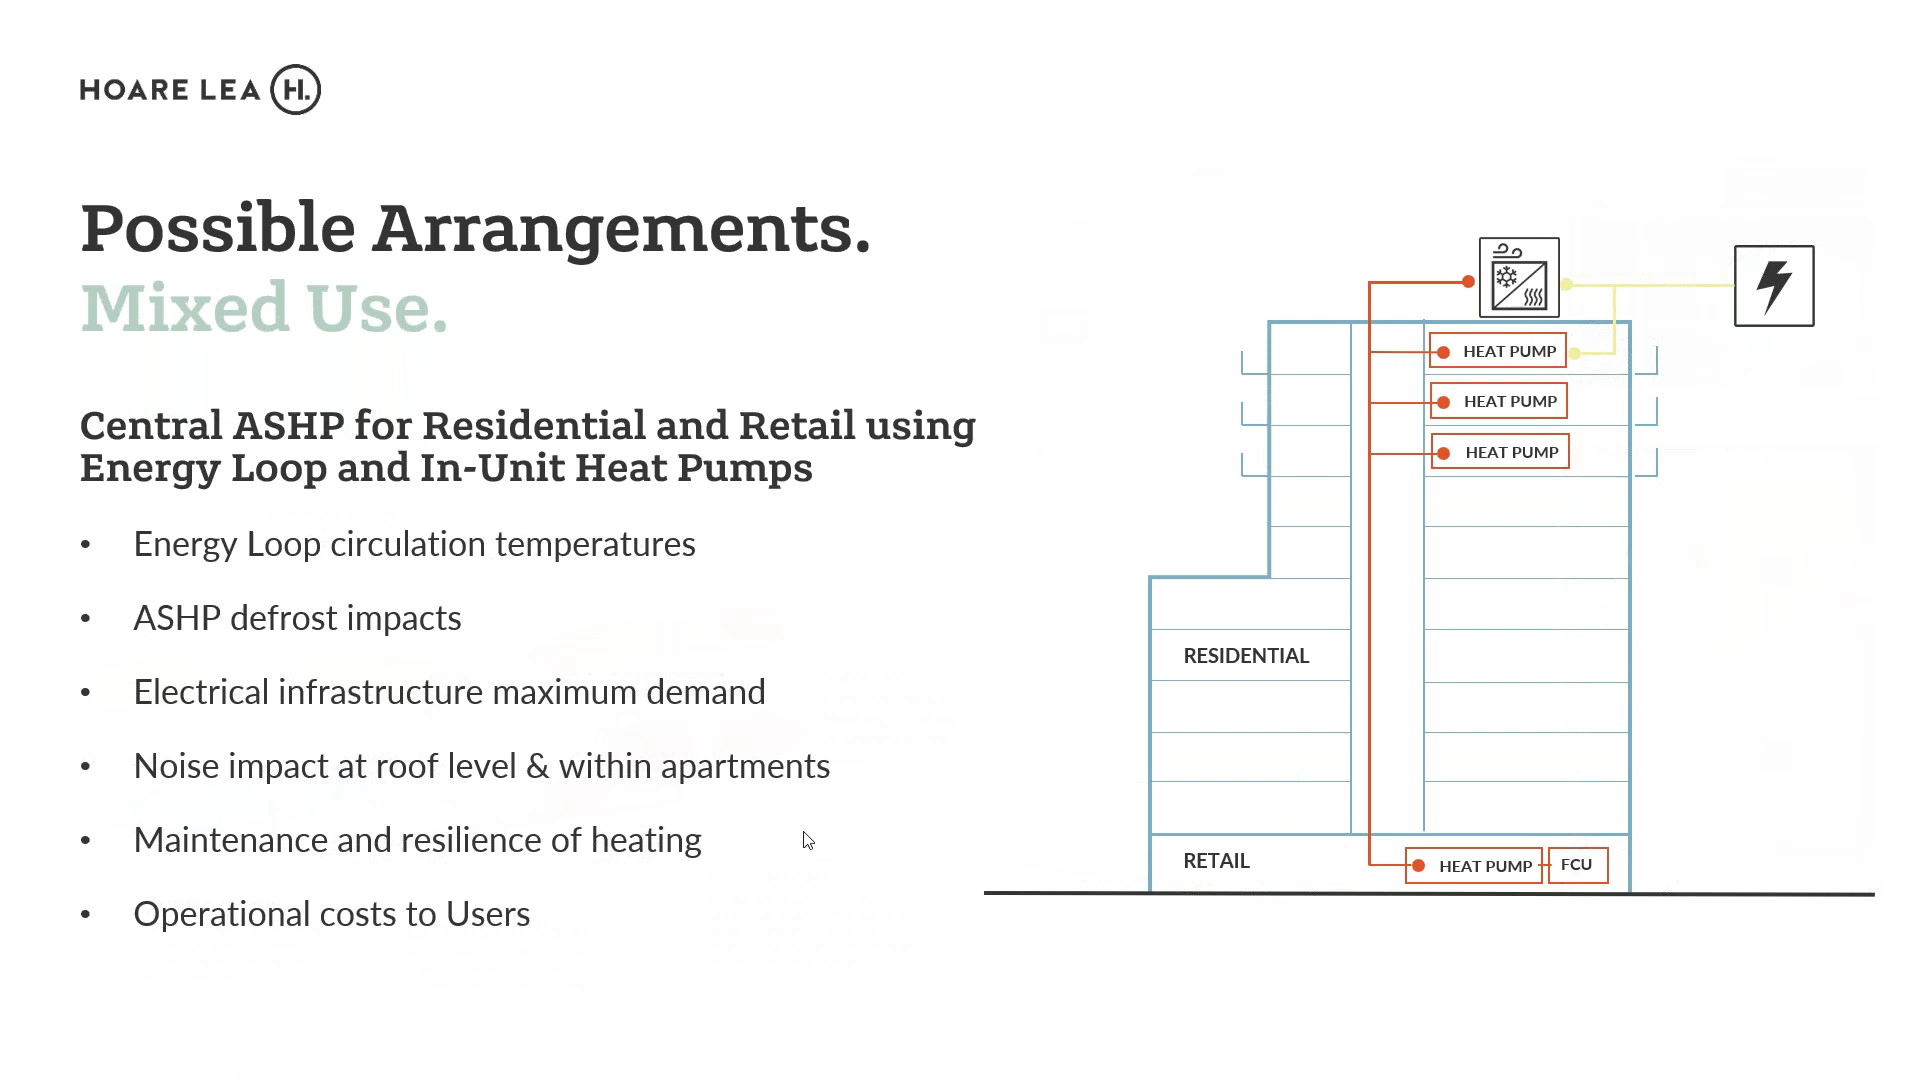 HOARE LEA H.
Possible Arrangements.
Mixed Use.
Central ASHP for Residential and Retail using
Energy Loop and In-Unit Heat Pumps
• Energy Loop circulation temperatures
• ASHP defrost impacts
• Electrical infrastructure maximum demand
• Noise impact at roof level & within apartments
• Maintenance and resilience of heating
• Operational costs to Users
HEAT PUMP
HEAT PUMP
HEAT PUMP
RESIDENTIAL
RETAIL
HEAT PUMP
FCU